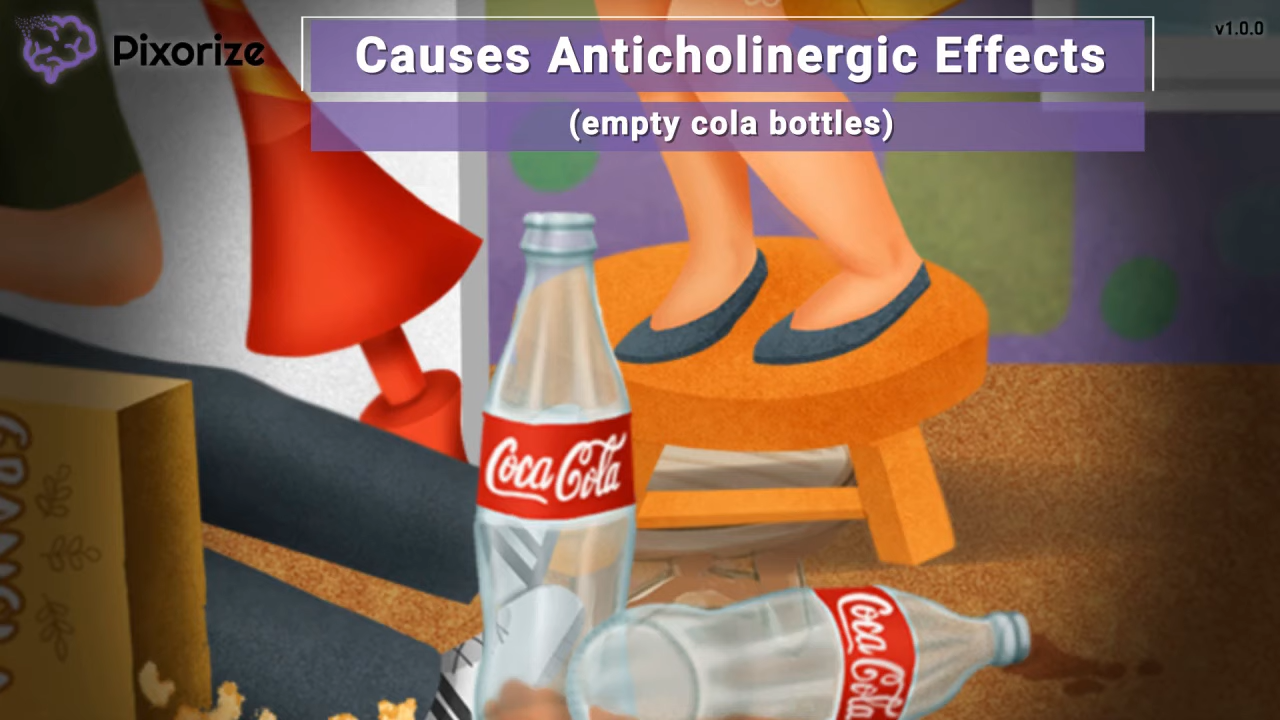 Pixorize
Causes Anticholinergic Effects
(empty cola bottles)
v1.0.0
Coca Cola
Coca Cola